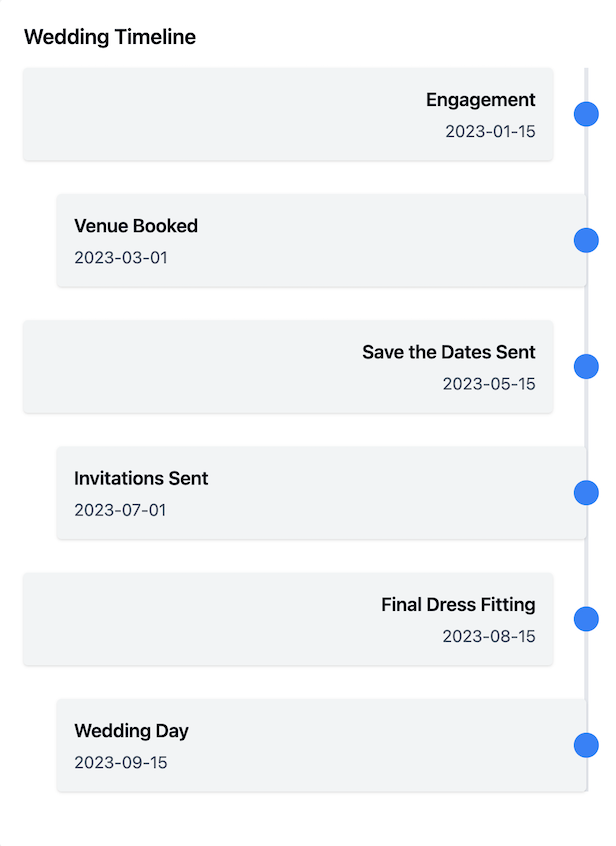 Wedding Timeline
Engagement
2023-01-15
Venue Booked
2023-03-01
Save the Dates Sent
2023-05-15
Invitations Sent
2023-07-01
Final Dress Fitting
2023-08-15
Wedding Day
2023-09-15